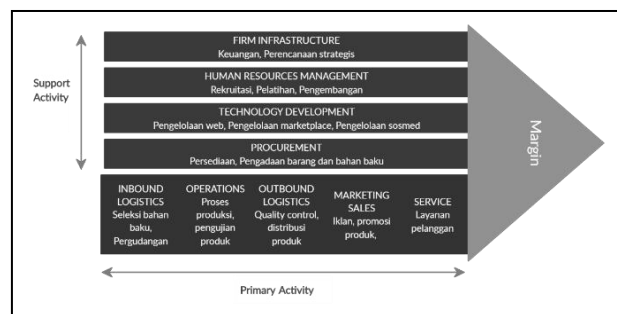 FIRM INFRASTRUCTURE
Keuangan, Perencanaan strategis
HUMAN RESOURCES MANAGEMENT
Rekruitasi, Pelatihan, Pengembangan
TECHNOLOGY DEVELOPMENT
Pengelolaan web, Pengelolaan marketplace, Pengelolaan sosmed
PROCUREMENT
Persediaan, Pengadaan barang dan bahan baku
Support
Activity
INBOUND
LOGISTICS
Seleksi bahan
baku,
Pergudangan
OPERATIONS
Proses
produksi,
pengujian
produk
OUTBOUND
LOGISTICS
Quality control,
distribusi
produk
MARKETING
SALES
Iklan, promosi
produk,
SERVICE
Layanan
pelanggan
Margin
Primary Activity